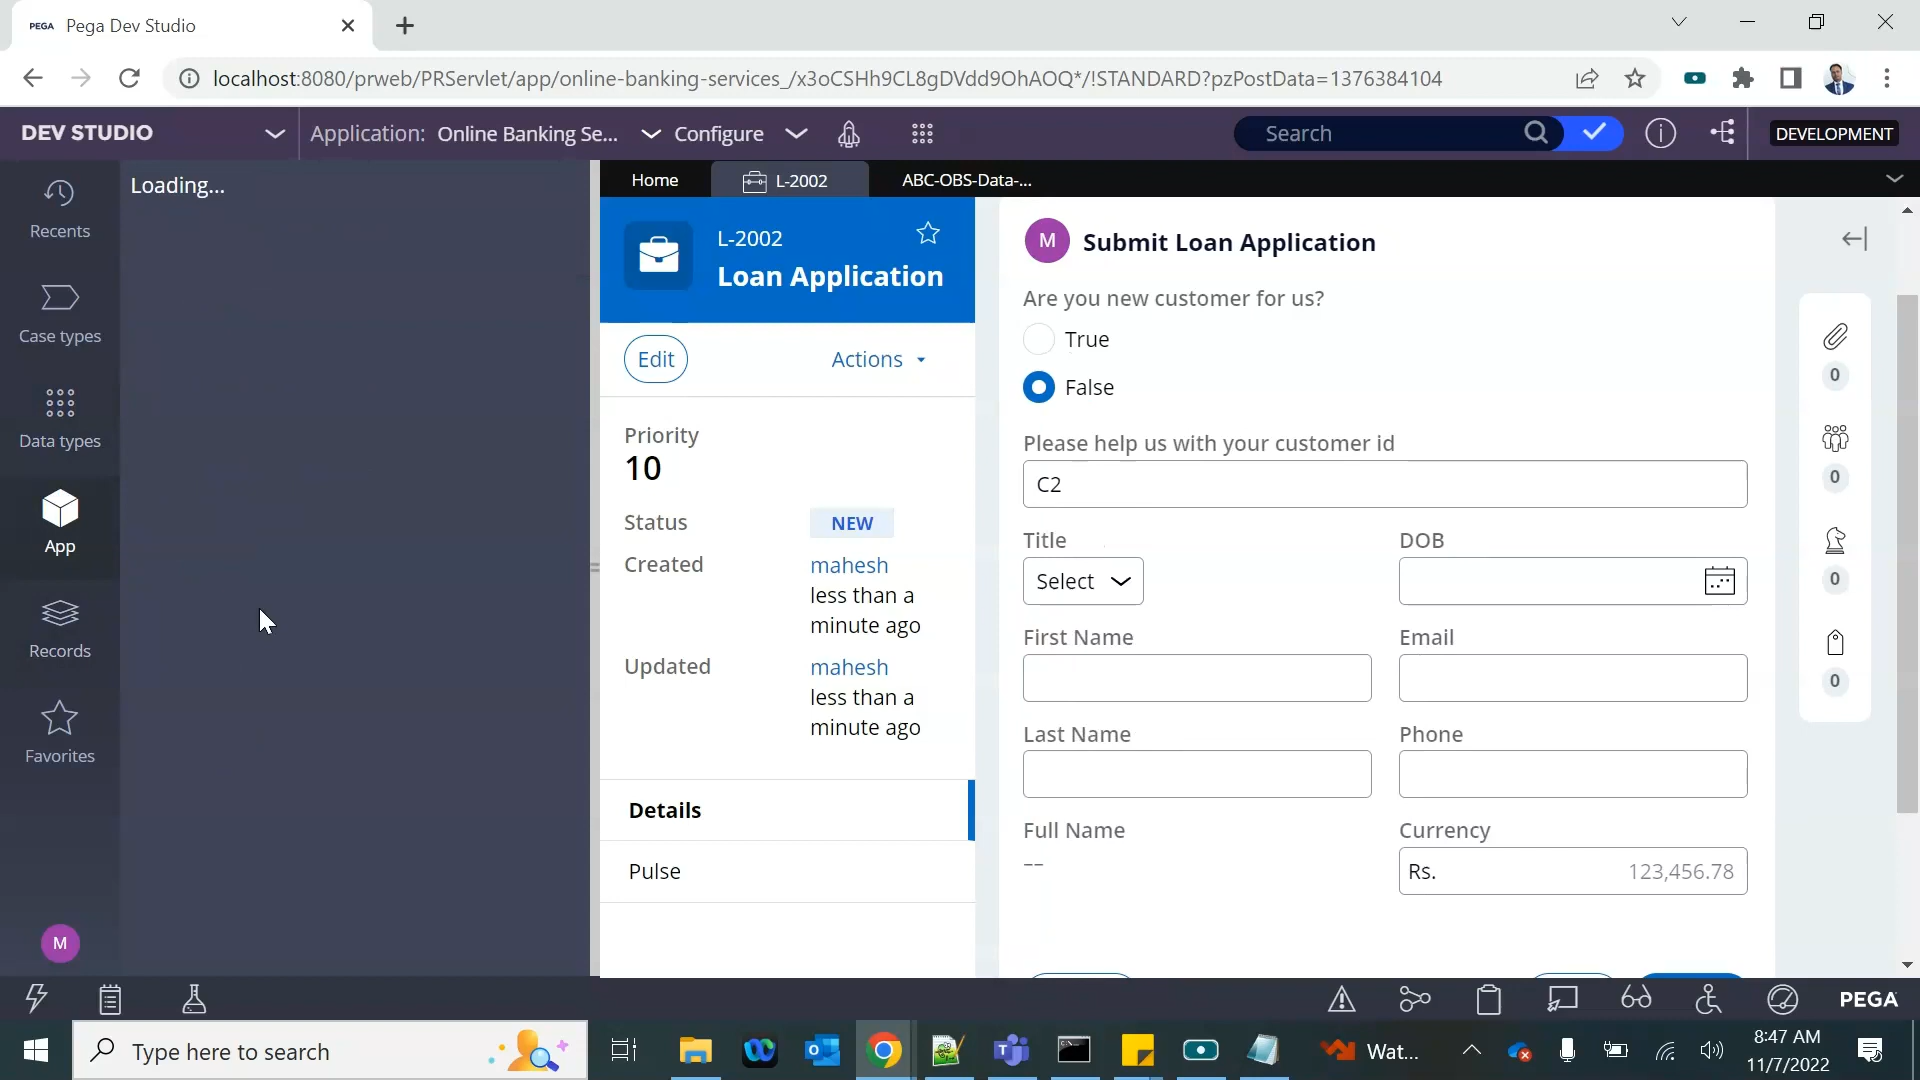 PEGA Pega Dev Studio
localhost:8080/prweb/PRServlet/app/online-banking-services_/x3oCSHh9CL8gDVdd9OhAOQ*/!STANDARD?pzPostData=1376384104
DEV STUDIO Application: Online Banking Se... Configure Search DEVELOPMENT
Loading...
Recents
Case types
Data types
App
Records
Favorites
M
Home L-2002 ABC-OBS-Data-...
L-2002
Loan Application
Edit Actions
Priority
10
Status NEW
Created mahesh
less than a
minute ago
Updated mahesh
less than a
minute ago
Details
Pulse
M Submit Loan Application
Are you new customer for us?
True
False
Please help us with your customer id
C2
Title DOB
Select
First Name Email
Last Name Phone
Full Name Currency
-- Rs. 123,456.78
0
0
0
0
PEGA
Type here to search
Wat...
8:47 AM
11/7/2022